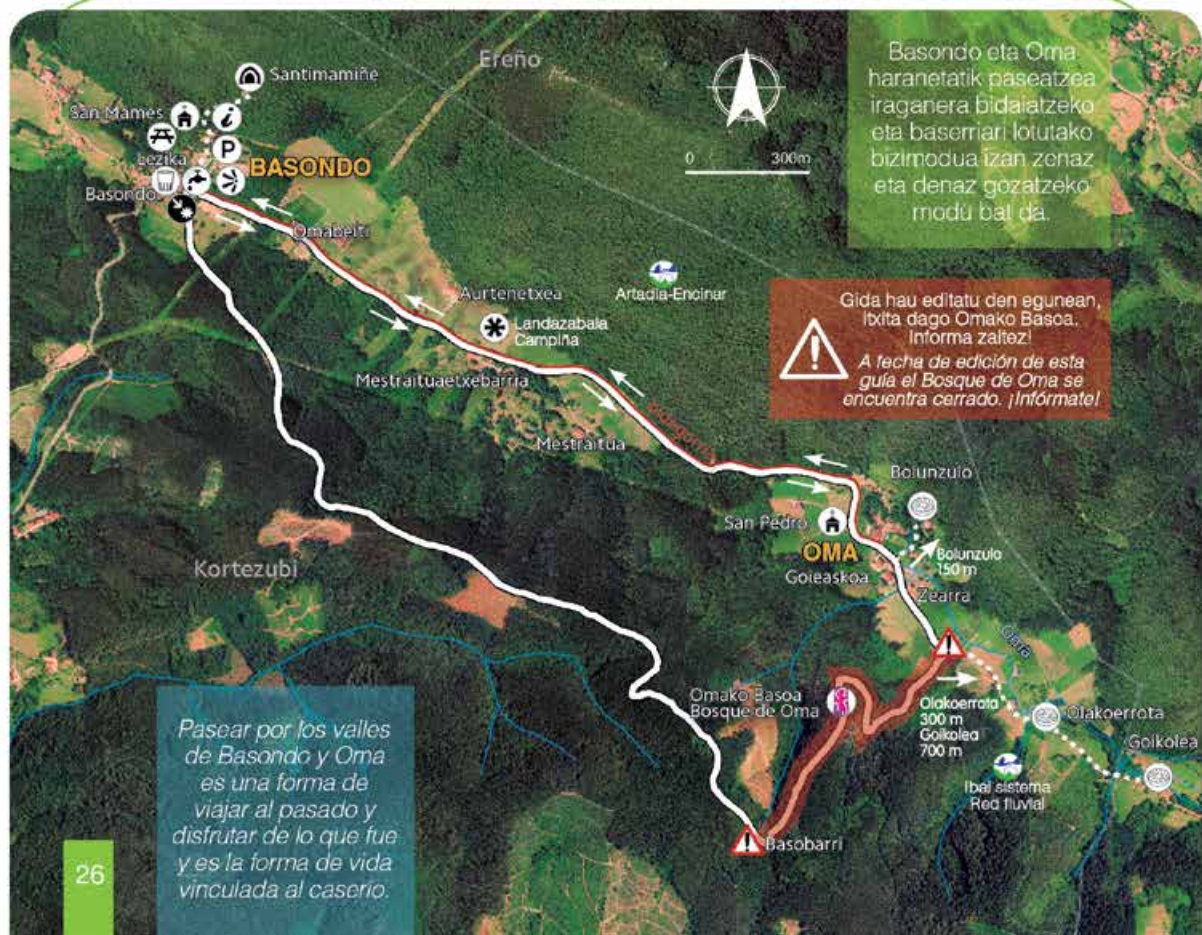 Ereño
Santimamiñe
San Mames
i
P
Lezika
BASONDO
Basondo
Omabeiti
0 300m
Basondo eta Oma
haranetatik paseatzea
iraganera bidaiatzeko
eta baserriari lotutako
bizimodua izan zenaz
eta denaz gozatzeko
modu bat da.
Aurtenetxea
Landazabala
Campiña
Artadia-Encinar
Mestraituaetxebarria
Mestraitua
Gida hau editatu den egunean,
itxita dago Omako Basoa.
Informa zaitez!
A fecha de edición de esta
guía el Bosque de Oma se
encuentra cerrado. ¡Infórmate!
Bolunzulo
San Pedro
OMA
Bolunzulo
150 m
Goieaskoa
Zearra
Kortezubi
Omako Basoa
Bosque de Oma
Olakoerrota
300 m
Goikolea
700 m
Olakoerrota
Goikolea
Ibai sistema
Red fluvial
Basobarri
Pasear por los valles
de Basondo y Oma
es una forma de
viajar al pasado y
disfrutar de lo que fue
y es la forma de vida
vinculada al caserío.
26